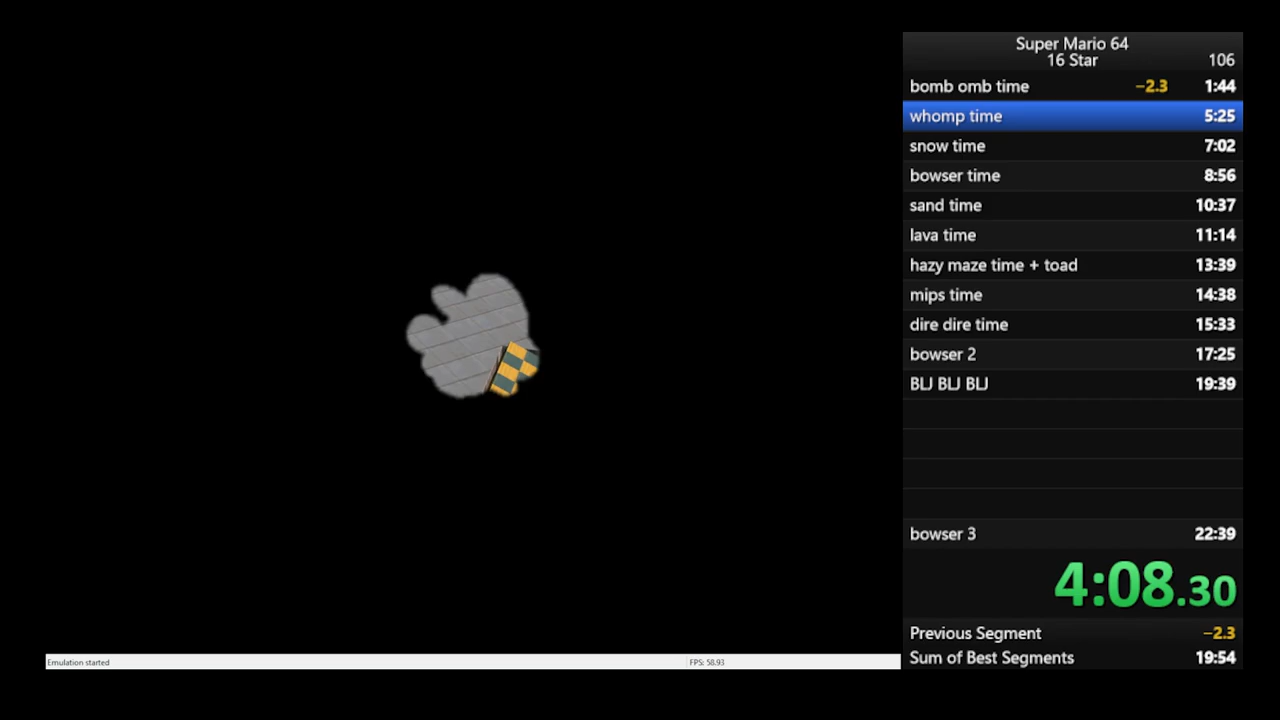 Super Mario 64
16 Star 106
bomb omb time −2.3 1:44
whomp time 5:25
snow time 7:02
bowser time 8:56
sand time 10:37
lava time 11:14
hazy maze time + toad 13:39
mips time 14:38
dire dire time 15:33
bowser 2 17:25
BLJ BLJ BLJ 19:39
bowser 3 22:39
4:08.30
Previous Segment −2.3
Sum of Best Segments 19:54
Emulation started FPS: 58.93